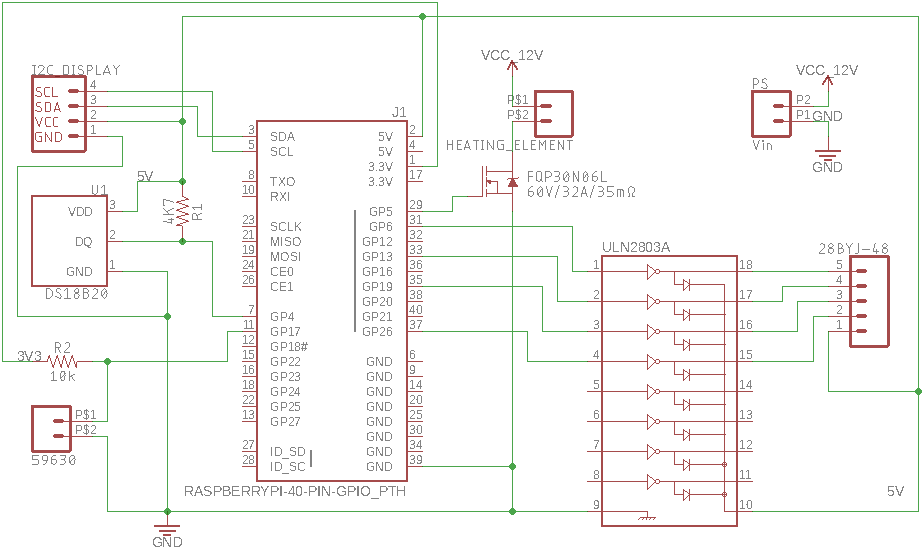 I2C_DISPLAY
SCL 4
SDA 3
VCC 2
GND 1
U1
5V
VDD 3
DQ 2
GND 1
DS18B20
4K7
R1
3V3
R2
10k
P$1
P$2
59630
GND
J1
3 SDA
5 SCL
8 TXO
10 RXI
23 SCLK
21 MISO
19 MOSI
24 CE0
26 CE1
7 GP4
11 GP17
12 GP18#
15 GP22
16 GP23
18 GP24
22 GP25
13 GP27
27 ID_SD
28 ID_SC
5V 2
5V 4
3.3V 1
3.3V 17
GP5 29
GP6 31
GP12 32
GP13 33
GP16 36
GP19 35
GP20 38
GP21 40
GP26 37
GND 6
GND 9
GND 14
GND 20
GND 25
GND 30
GND 34
GND 39
RASPBERRYPI-40-PIN-GPIO_PTH
VCC_12V
P$1
P$2
HEATING_ELEMENT
FQP30N06L
60V/32A/35mΩ
PS
VCC_12V
P2
P1 GND
Vin
GND
ULN2803A
1 18
2 17
3 16
4 15
5 14
6 13
7 12
8 11
9 10
28BYJ-48
5
4
3
2
1
5V